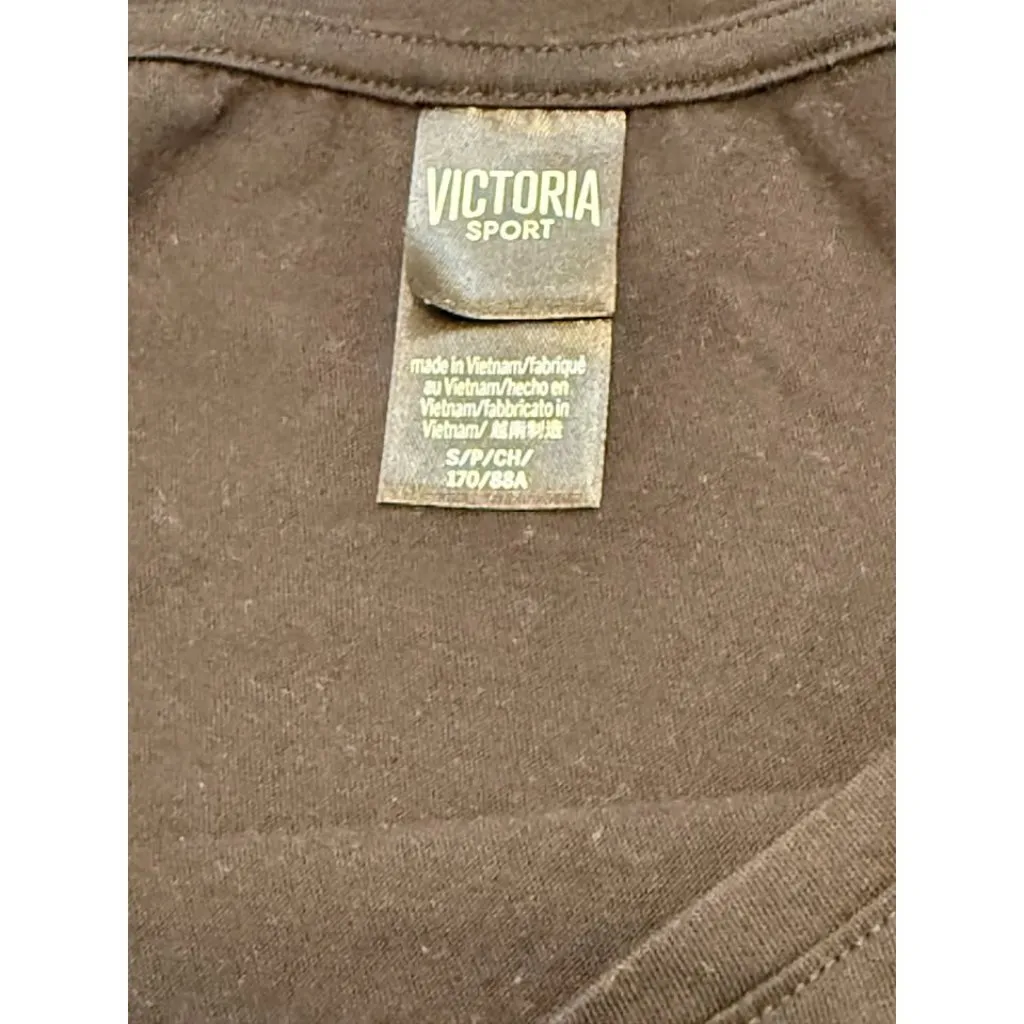 VICTORIA
SPORT
made in Vietnam/fabriqué
au Vietnam/hecho en
Vietnam/fabbricato in
Vietnam/ 越南制造
S/P/CH/
170/88A